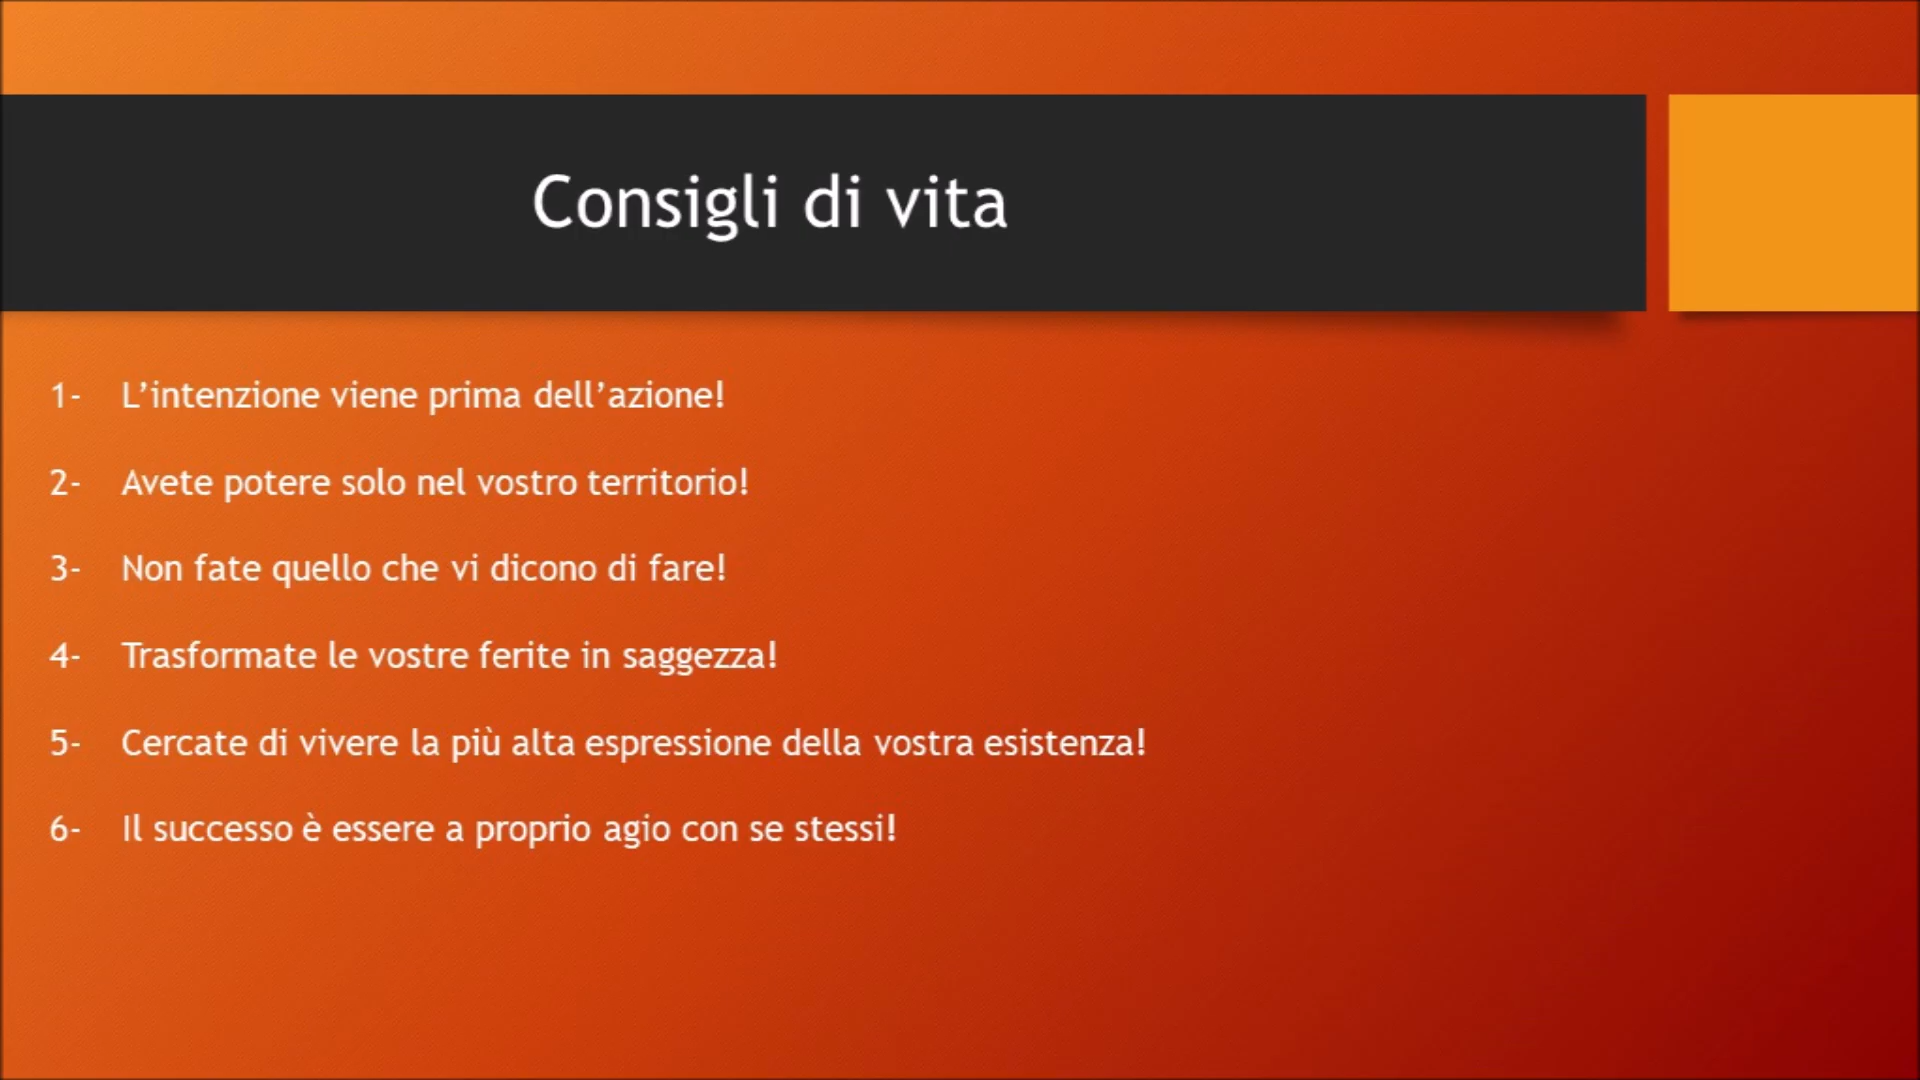 Consigli di vita
1- L’intenzione viene prima dell’azione!
2- Avete potere solo nel vostro territorio!
3- Non fate quello che vi dicono di fare!
4- Trasformate le vostre ferite in saggezza!
5- Cercate di vivere la più alta espressione della vostra esistenza!
6- Il successo è essere a proprio agio con se stessi!